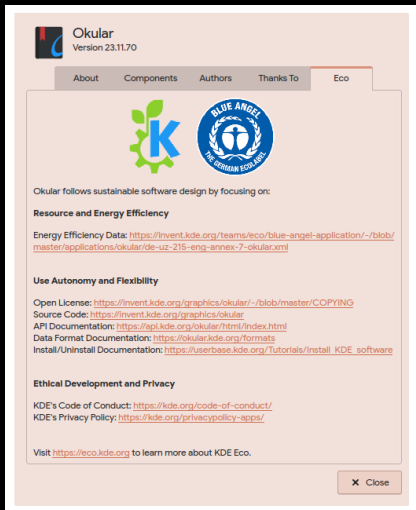 Okular
Version 23.11.70
About Components Authors Thanks To Eco
K
BLUE ANGEL
THE GERMAN ECOLABEL
Okular follows sustainable software design by focusing on:
Resource and Energy Efficiency
Energy Efficiency Data: https://invent.kde.org/teams/eco/blue-angel-application/-/blob/
master/applications/okular/de-uz-215-eng-annex-7-okular.xml
Use Autonomy and Flexibility
Open License: https://invent.kde.org/graphics/okular/-/blob/master/COPYING
Source Code: https://invent.kde.org/graphics/okular
API Documentation: https://api.kde.org/okular/html/index.html
Data Format Documentation: https://okular.kde.org/formats
Install/Uninstall Documentation: https://userbase.kde.org/Tutorials/Install_KDE_software
Ethical Development and Privacy
KDE's Code of Conduct: https://kde.org/code-of-conduct/
KDE's Privacy Policy: https://kde.org/privacypolicy-apps/
Visit https://eco.kde.org to learn more about KDE Eco.
X Close